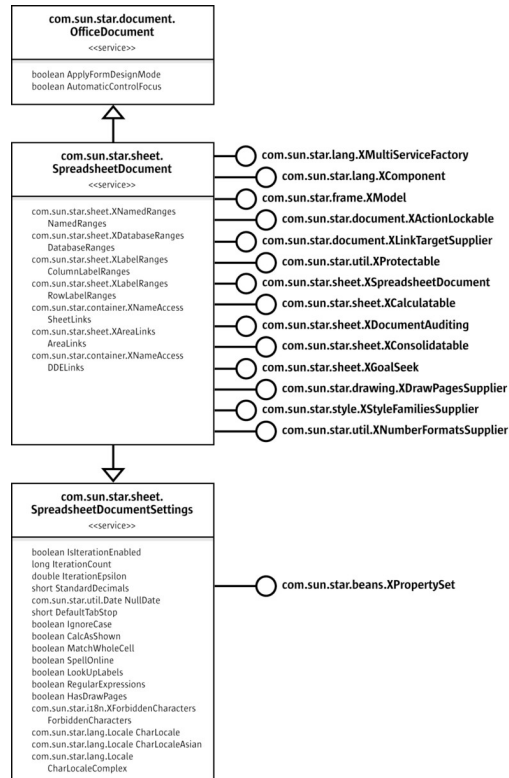 com.sun.star.document.
OfficeDocument
<<service>>
boolean ApplyFormDesignMode
boolean AutomaticControlFocus
com.sun.star.sheet.
SpreadsheetDocument
<<service>>
com.sun.star.sheet.XNamedRanges
NamedRanges
com.sun.star.sheet.XDatabaseRanges
DatabaseRanges
com.sun.star.sheet.XLabelRanges
ColumnLabelRanges
com.sun.star.sheet.XLabelRanges
RowLabelRanges
com.sun.star.container.XNameAccess
SheetLinks
com.sun.star.sheet.XAreaLinks
AreaLinks
com.sun.star.container.XNameAccess
DDELinks
com.sun.star.lang.XMultiServiceFactory
com.sun.star.lang.XComponent
com.sun.star.frame.XModel
com.sun.star.document.XActionLockable
com.sun.star.document.XLinkTargetSupplier
com.sun.star.util.XProtectable
com.sun.star.sheet.XSpreadsheetDocument
com.sun.star.sheet.XCalculatable
com.sun.star.sheet.XDocumentAuditing
com.sun.star.sheet.XConsolidatable
com.sun.star.sheet.XGoalSeek
com.sun.star.drawing.XDrawPagesSupplier
com.sun.star.style.XStyleFamiliesSupplier
com.sun.star.util.XNumberFormatsSupplier
com.sun.star.sheet.
SpreadsheetDocumentSettings
<<service>>
boolean IsIterationEnabled
long IterationCount
double IterationEpsilon
short StandardDecimals
com.sun.star.util.Date NullDate
short DefaultTabStop
boolean IgnoreCase
boolean CalcAsShown
boolean MatchWholeCell
boolean SpellOnline
boolean LookUpLabels
boolean RegularExpressions
boolean HasDrawPages
com.sun.star.i18n.XForbiddenCharacters
ForbiddenCharacters
com.sun.star.lang.Locale CharLocale
com.sun.star.lang.Locale CharLocaleAsian
com.sun.star.lang.Locale
CharLocaleComplex
com.sun.star.beans.XPropertySet